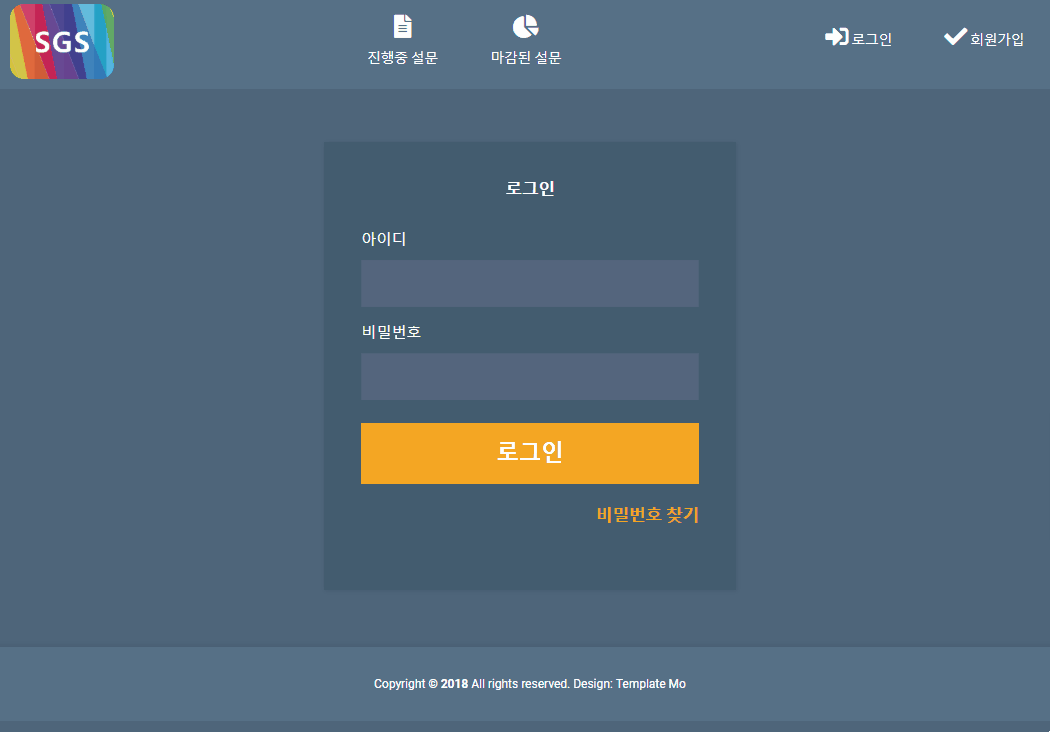 SGS
진행중 설문
마감된 설문
로그인
회원가입
로그인
아이디
비밀번호
로그인
비밀번호 찾기
Copyright © 2018 All rights reserved. Design: Template Mo